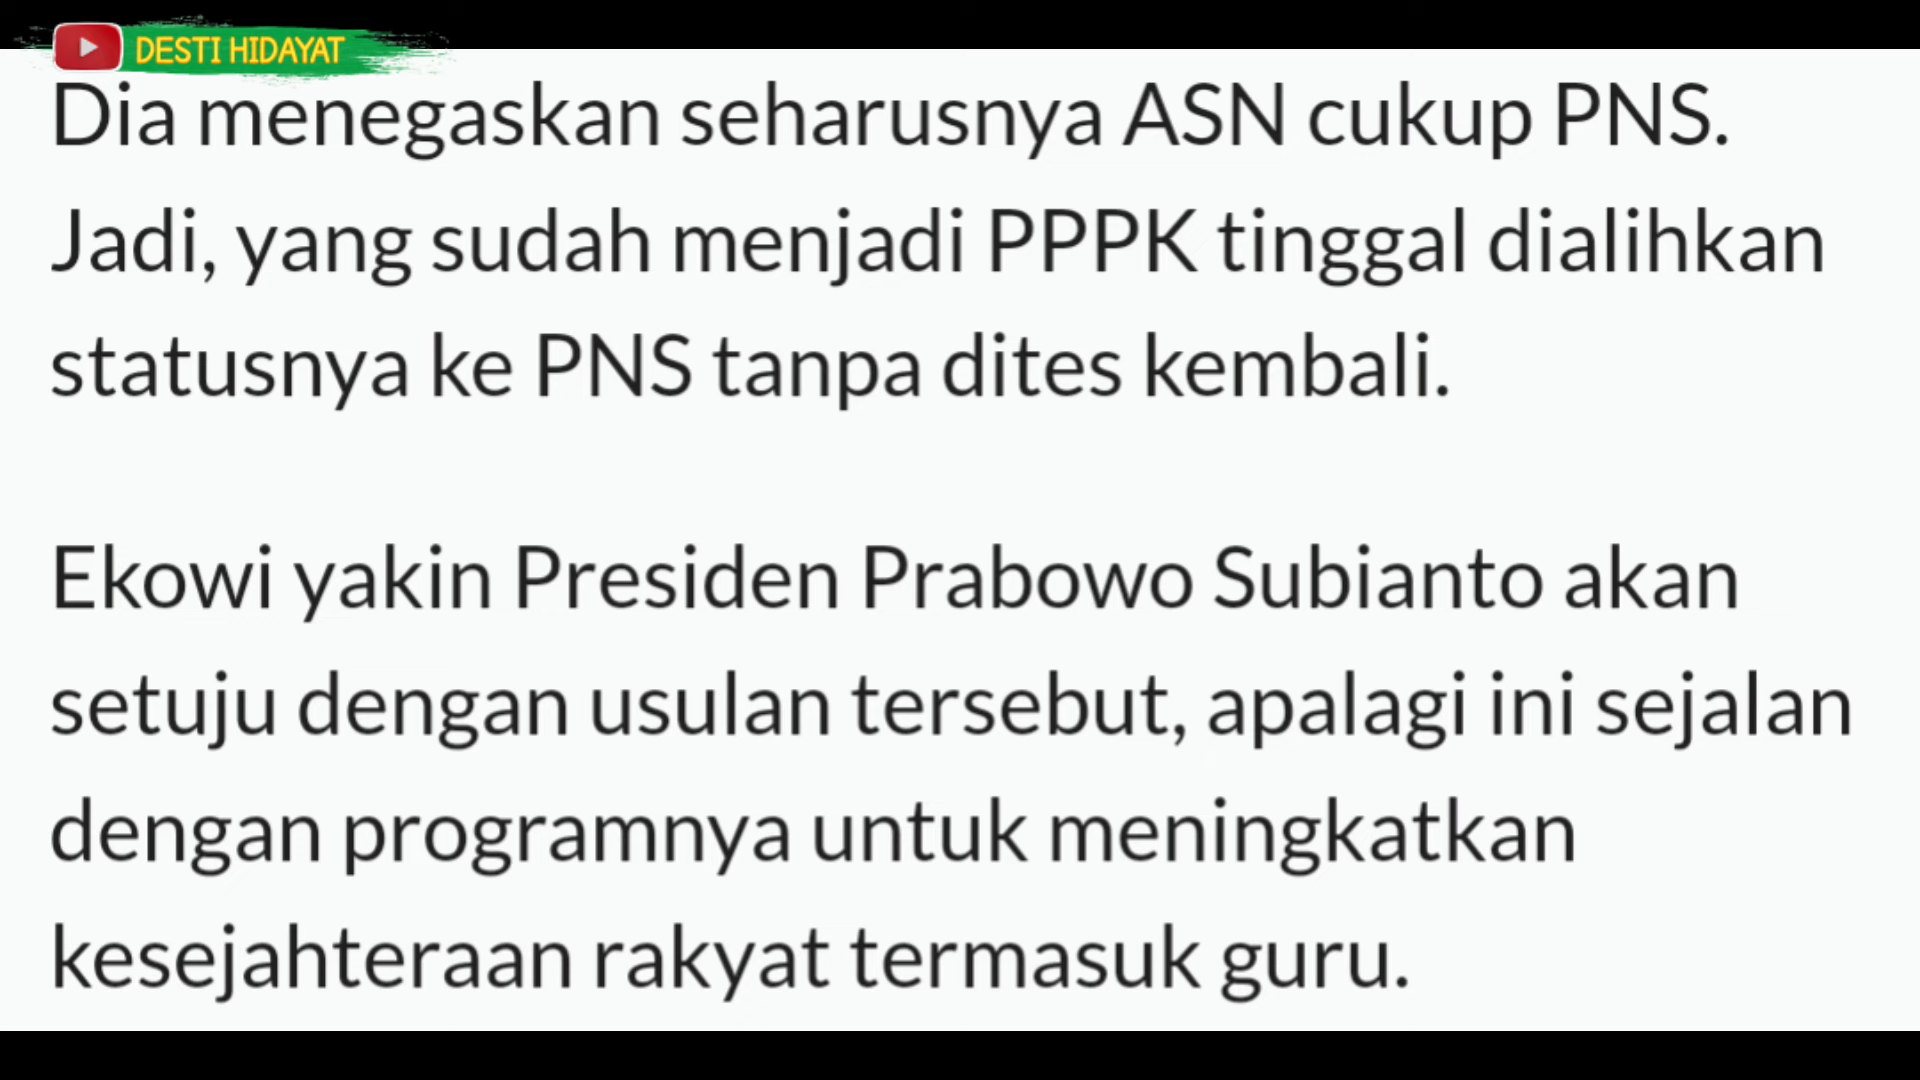 DESTI HIDAYAT
Dia menegaskan seharusnya ASN cukup PNS.
Jadi, yang sudah menjadi PPPK tinggal dialihkan
statusnya ke PNS tanpa dites kembali.
Ekowi yakin Presiden Prabowo Subianto akan
setuju dengan usulan tersebut, apalagi ini sejalan
dengan programnya untuk meningkatkan
kesejahteraan rakyat termasuk guru.